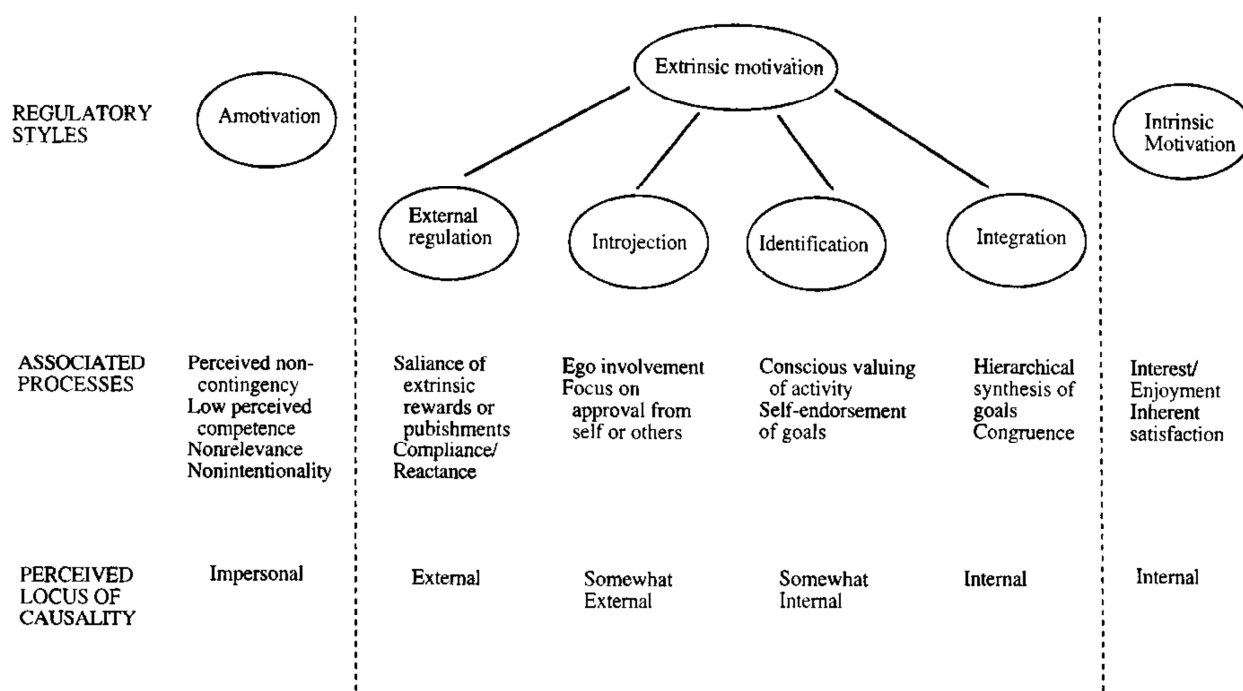 Extrinsic motivation
REGULATORY
STYLES
Amotivation
Intrinsic
Motivation
External
regulation
Introjection
Identification
Integration
ASSOCIATED
PROCESSES
Perceived non-
contingency
Low perceived
competence
Nonrelevance
Nonintentionality
Saliance of
extrinsic
rewards or
pubishments
Compliance/
Reactance
Ego involvement
Focus on
approval from
self or others
Conscious valuing
of activity
Self-endorsement
of goals
Hierarchical
synthesis of
goals
Congruence
Interest/
Enjoyment
Inherent
satisfaction
PERCEIVED
LOCUS OF
CAUSALITY
Impersonal
External
Somewhat
External
Somewhat
Internal
Internal
Internal